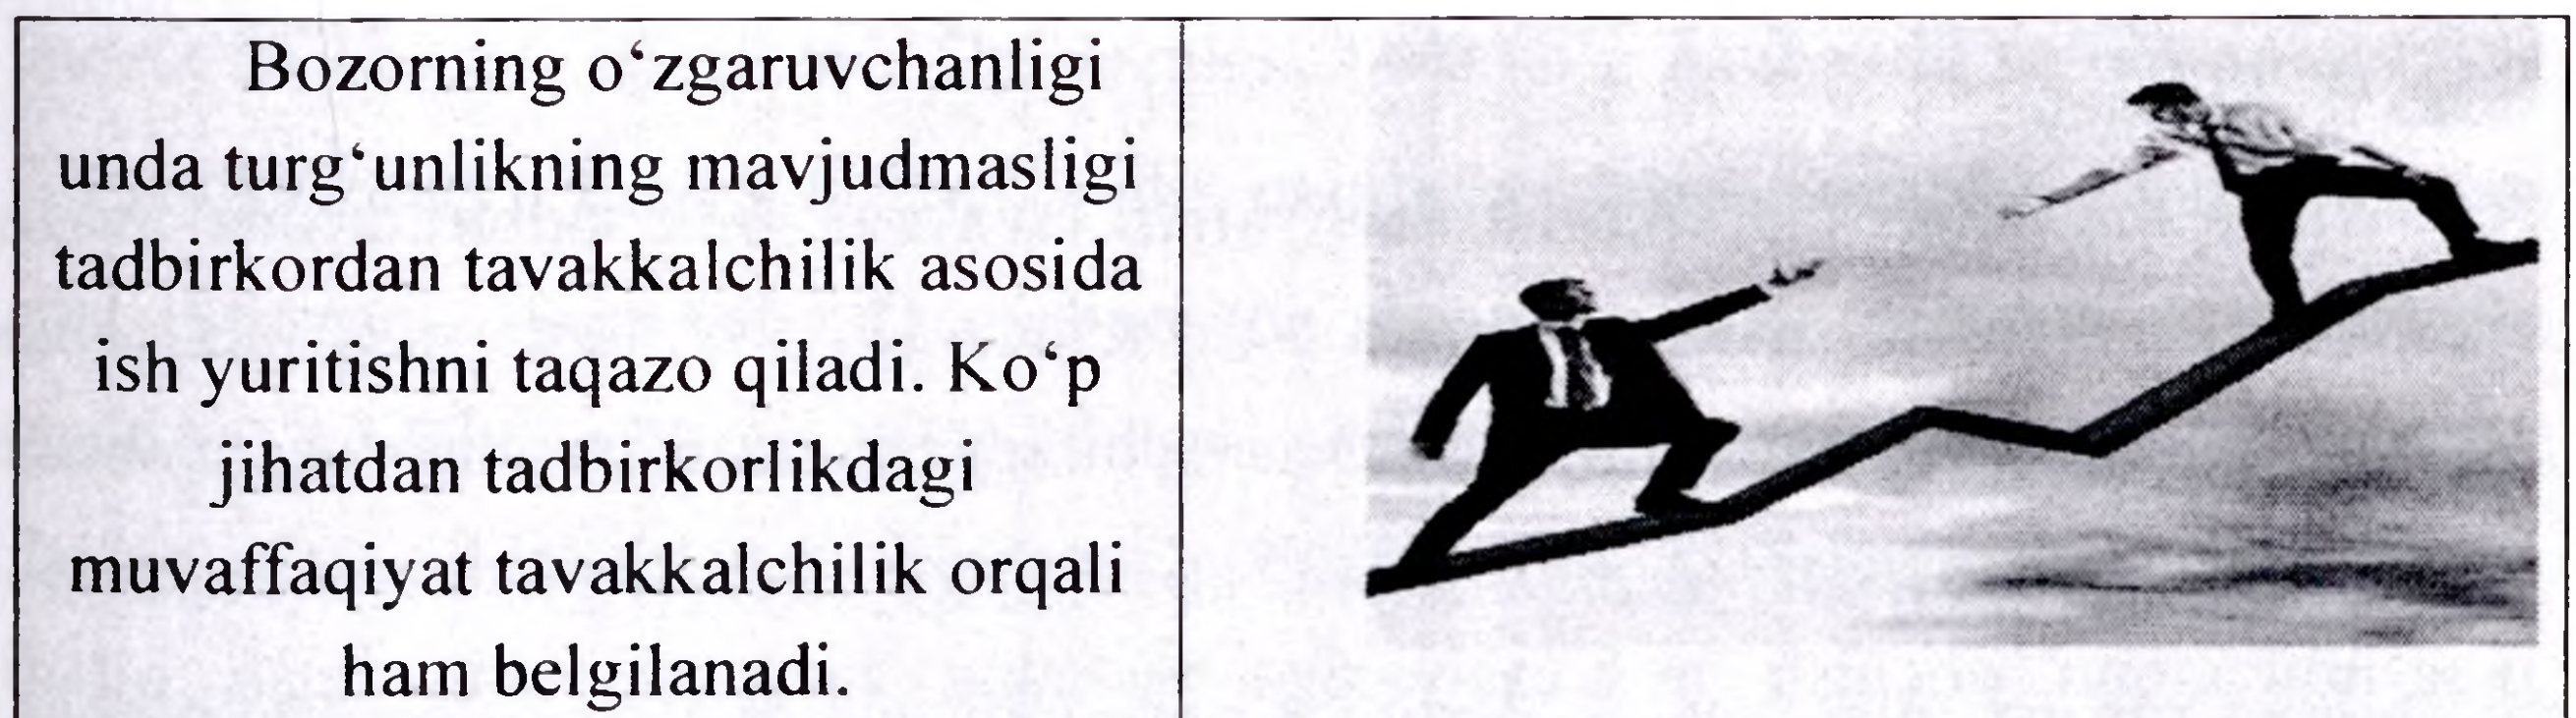 Bozorning o‘zgaruvchanligi
unda turg‘unlikning mavjudmasligi
tadbirkordan tavakkalchilik asosida
ish yuritishni taqazo qiladi. Ko‘p
jihatdan tadbirkorlikdagi
muvaffaqiyat tavakkalchilik orqali
ham belgilanadi.